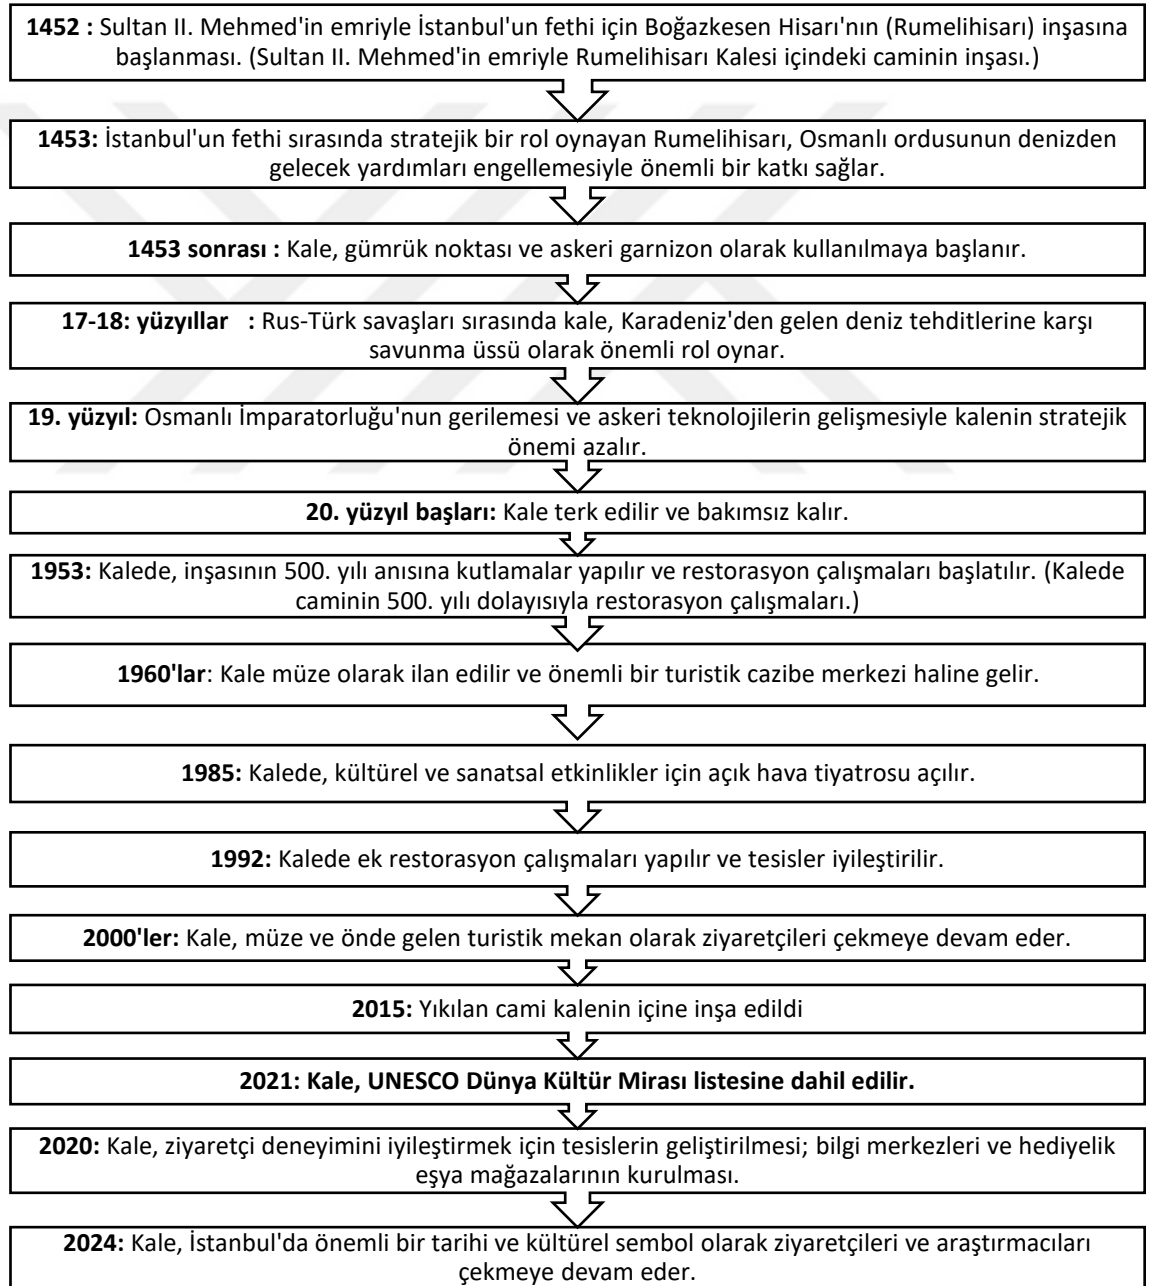 1452 : Sultan II. Mehmed'in emriyle İstanbul'un fethi için Boğazkesen Hisarı'nın (Rumelihisarı) inşasına
başlanması. (Sultan II. Mehmed'in emriyle Rumelihisarı Kalesi içindeki caminin inşası.)
1453: İstanbul'un fethi sırasında stratejik bir rol oynayan Rumelihisarı, Osmanlı ordusunun denizden
gelecek yardımları engellemesiyle önemli bir katkı sağlar.
1453 sonrası : Kale, gümrük noktası ve askeri garnizon olarak kullanılmaya başlanır.
17-18: yüzyıllar : Rus-Türk savaşları sırasında kale, Karadeniz'den gelen deniz tehditlerine karşı
savunma üssü olarak önemli rol oynar.
19. yüzyıl: Osmanlı İmparatorluğu'nun gerilemesi ve askeri teknolojilerin gelişmesiyle kalenin stratejik
önemi azalır.
20. yüzyıl başları: Kale terk edilir ve bakımsız kalır.
1953: Kalede, inşasının 500. yılı anısına kutlamalar yapılır ve restorasyon çalışmaları başlatılır. (Kalede
caminin 500. yılı dolayısıyla restorasyon çalışmaları.)
1960'lar: Kale müze olarak ilan edilir ve önemli bir turistik cazibe merkezi haline gelir.
1985: Kalede, kültürel ve sanatsal etkinlikler için açık hava tiyatrosu açılır.
1992: Kalede ek restorasyon çalışmaları yapılır ve tesisler iyileştirilir.
2000'ler: Kale, müze ve önde gelen turistik mekan olarak ziyaretçileri çekmeye devam eder.
2015: Yıkılan cami kalenin içine inşa edildi
2021: Kale, UNESCO Dünya Kültür Mirası listesine dahil edilir.
2020: Kale, ziyaretçi deneyimini iyileştirmek için tesislerin geliştirilmesi; bilgi merkezleri ve hediyelik
eşya mağazalarının kurulması.
2024: Kale, İstanbul'da önemli bir tarihi ve kültürel sembol olarak ziyaretçileri ve araştırmacıları
çekmeye devam eder.